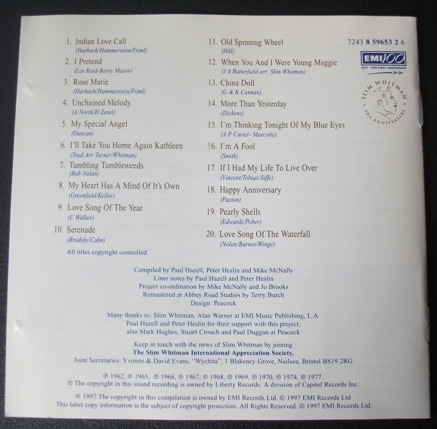 1. Indian Love Call
(Harbach/Hammerstein/Friml)
2. I Pretend
(Les Reed-Barry Mason)
3. Rose Marie
(Harbach/Hammerstein/Friml)
4. Unchained Melody
(A North/H Zaret)
5. My Special Angel
(Duncan)
6. I'll Take You Home Again Kathleen
(Trad Arr Turner/Whitman)
7. Tumbling Tumbleweeds
(Bob Nolan)
8. My Heart Has A Mind Of It's Own
(Greenfield/Keller)
9. Love Song Of The Year
(C Walker)
10. Serenade
(Brodsky/Cahn)
All titles copyright controlled
11. Old Spinning Wheel
(Hill)
12. When You And I Were Young Maggie
(J A Butterfield arr Slim Whitman)
13. China Doll
(G & K Cannan)
14. More Than Yesterday
(Dickens)
15. I'm Thinking Tonight Of My Blue Eyes
(A P Carter- Marcotte)
16. I'm A Fool
(Smith)
17. If I Had My Life To Live Over
(Vincent/Tobias/Jaffe)
18. Happy Anniversary
(Paxton)
19. Pearly Shells
(Edwards/Pober)
20. Love Song Of The Waterfall
(Nolan/Barnes/Winge)
7243 8 59653 2 6
EMI100
SLIM WHITMAN
ANNIVERSARY
Compiled by Paul Hazell, Peter Heslin and Mike McNally
Liner notes by Paul Hazell and Peter Heslin
Project co-ordination by Mike McNally and Jo Brooks
Remastered at Abbey Road Studios by Terry Burch
Design: Peacock
Many thanks to: Slim Whitman, Alan Warner at EMI Music Publishing, L.A.
Paul Hazell and Peter Heslin for their support with this project,
also Mark Hughes, Stuart Crouch and Paul Duggan at Peacock
Keep in touch with the news of Slim Whitman by joining
The Slim Whitman International Appreciation Society,
Joint Secretaries: Yvonne & David Evans, "Wychita", 1 Blakeney Grove, Nailsea, Bristol BS19 2RG
℗ 1962, ℗ 1965, ℗ 1966, ℗ 1967, ℗ 1968, ℗ 1969, ℗ 1970, ℗ 1974, ℗ 1977.
℗ The Copyright in this sound recording is owned by Liberty Records. A division of Capitol Records Inc.
℗ 1997 The Copyright in this compilation is owned by EMI Records Ltd. © 1997 EMI Records Ltd
This label copy information is the subject of copyright protection. All Rights Reserved. © 1997 EMI Records Ltd